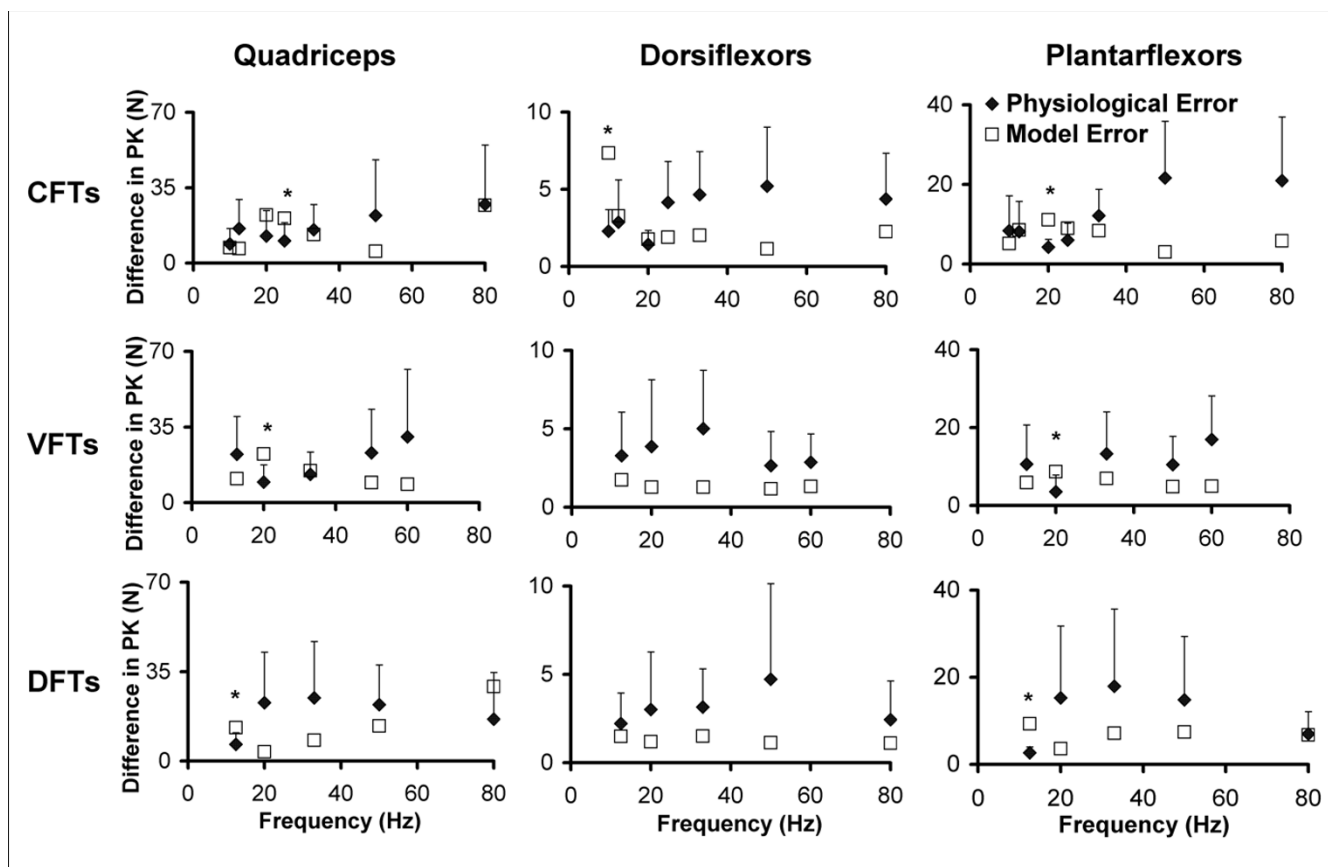 Quadriceps Dorsiflexors Plantarflexors
CFTs
Difference in PK (N)
70
35
0
0 20 40 60 80
*
10
5
0
0 20 40 60 80
*
40
20
0
0 20 40 60 80
*
Physiological Error
Model Error
VFTs
Difference in PK (N)
70
35
0
0 20 40 60 80
*
10
5
0
0 20 40 60 80
40
20
0
0 20 40 60 80
*
DFTs
Difference in PK (N)
70
35
0
0 20 40 60 80
*
Frequency (Hz)
10
5
0
0 20 40 60 80
Frequency (Hz)
40
20
0
0 20 40 60 80
*
Frequency (Hz)